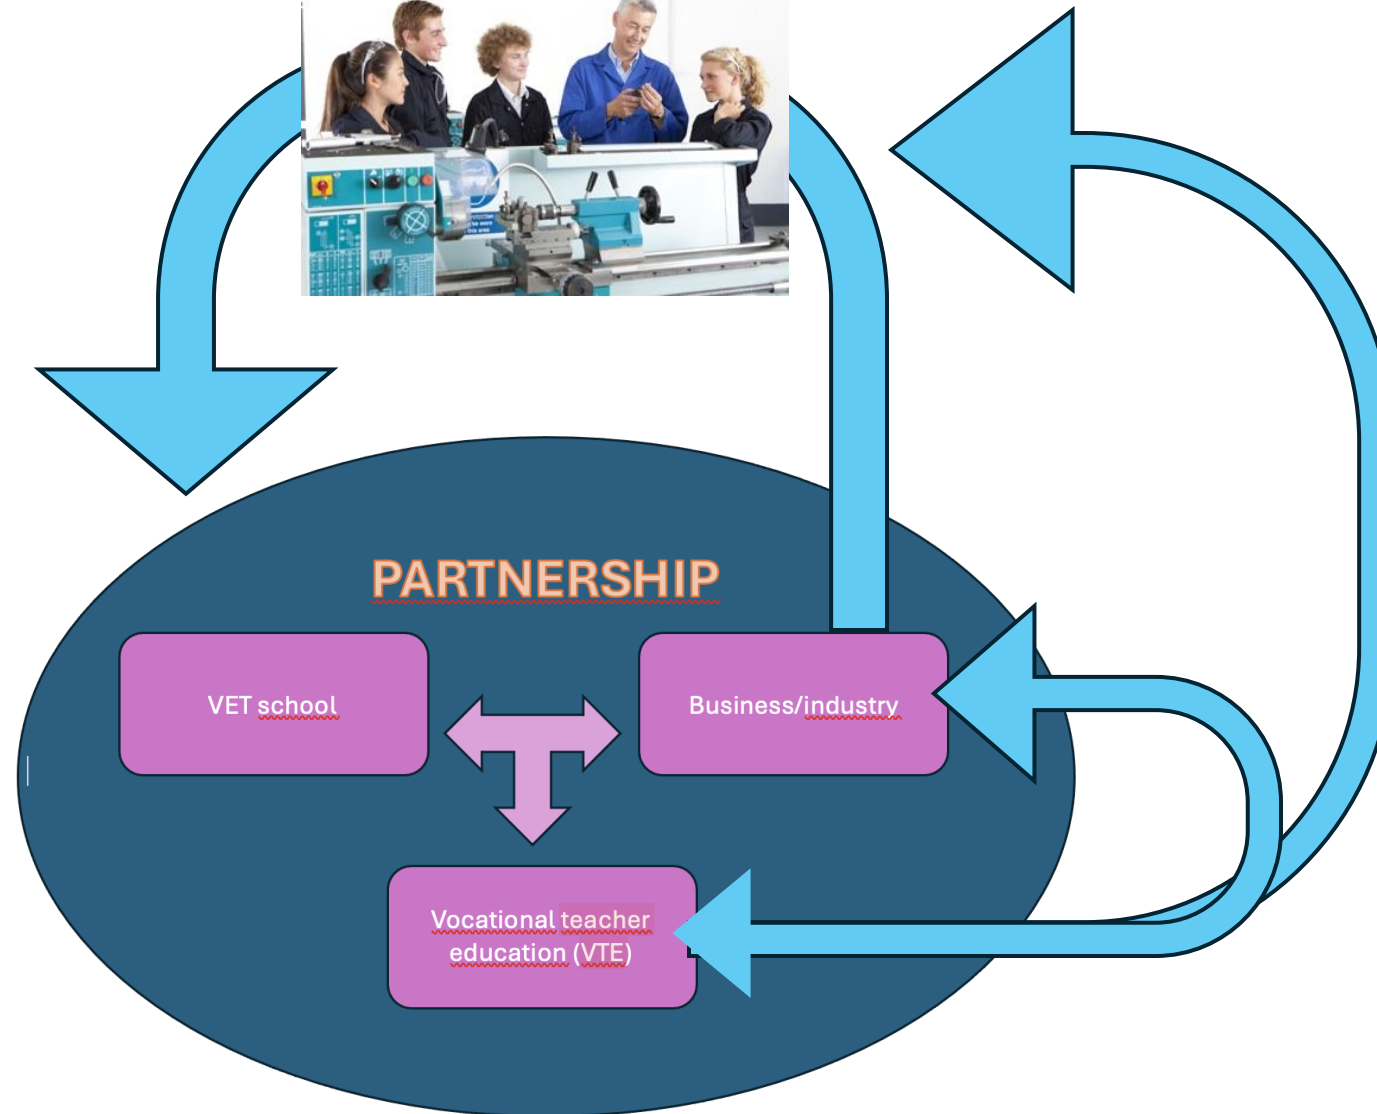 PARTNERSHIP
VET school
Business/industry
Vocational teacher
education (VTE)